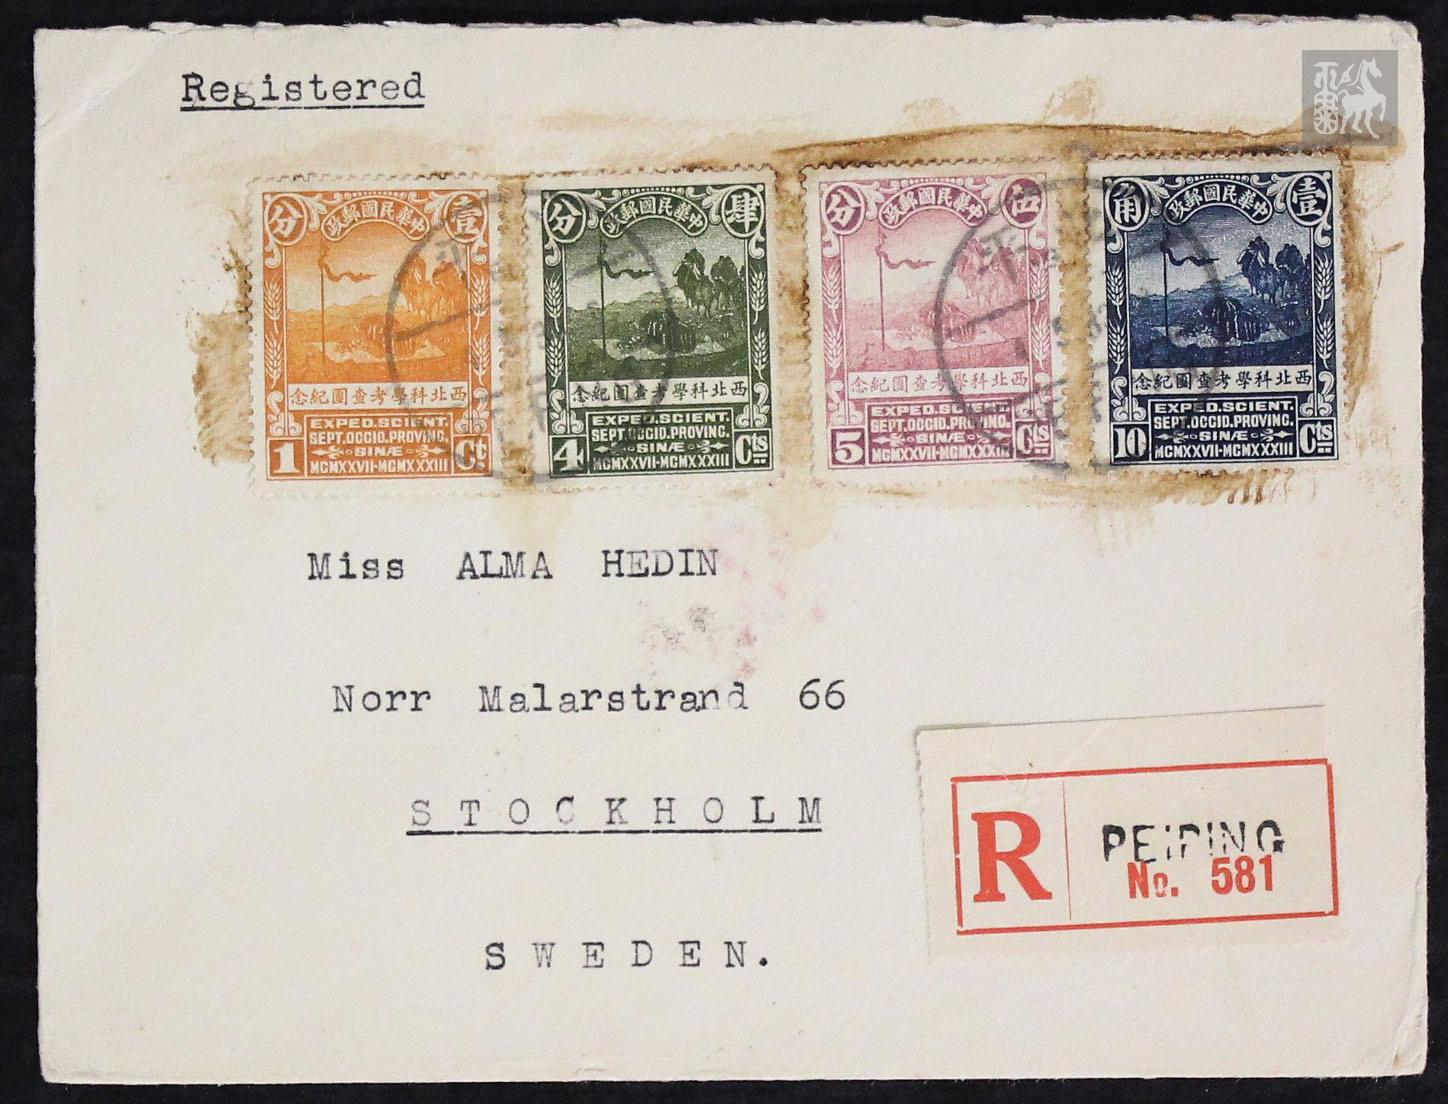 Registered
政郵國民華中
分 壹
念紀圖查考學科北西
EXPED.SCIENT.
SEPT.OCCID.PROVINC.
SINÆ
MCMXXVII-MCMXXXIII
1 Ct
政郵國民華中
分 肆
念紀圖查考學科北西
EXPED.SCIENT.
SEPT.OCCID.PROVINC.
SINÆ
MCMXXVII-MCMXXXIII
4 Cts
政郵國民華中
分 伍
念紀圖查考學科北西
EXPED.SCIENT.
SEPT.OCCID.PROVINC.
SINÆ
MCMXXVII-MCMXXXIII
5 Cts
政郵國民華中
角 壹
念紀圖查考學科北西
EXPED.SCIENT.
SEPT.OCCID.PROVINC.
SINÆ
MCMXXVII-MCMXXXIII
10 Cts
Miss ALMA HEDIN
Norr Malarstrand 66
STOCKHOLM
SWEDEN.
R PEIPING
No. 581